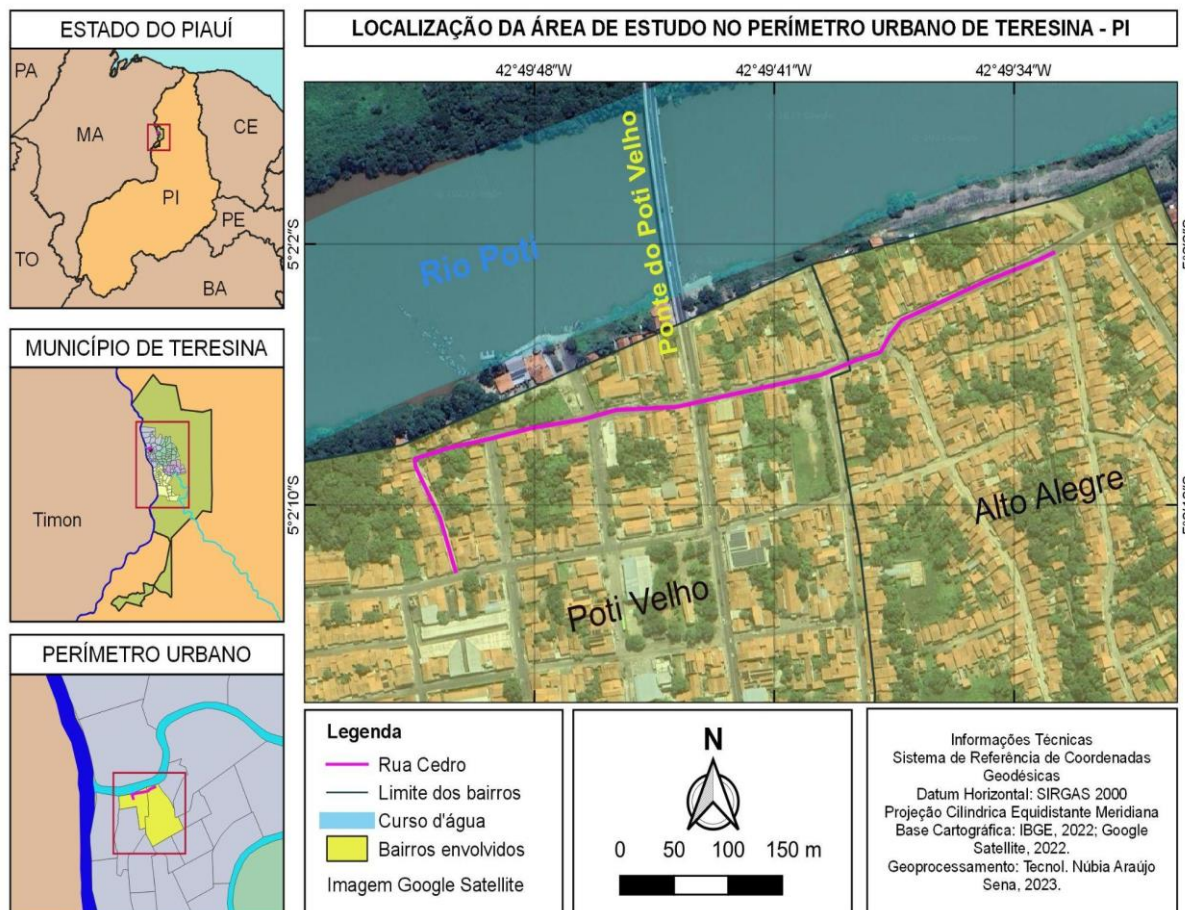 ESTADO DO PIAUÍ
PA
MA
CE
PI
PE
TO
BA
MUNICÍPIO DE TERESINA
Timon
PERÍMETRO URBANO
LOCALIZAÇÃO DA ÁREA DE ESTUDO NO PERÍMETRO URBANO DE TERESINA - PI
42°49'48"W
42°49'41"W
42°49'34"W
5°2'2"S
5°2'10"S
Rio Poti
Ponte do Poti Velho
Alto Alegre
Poti Velho
Legenda
Rua Cedro
Limite dos bairros
Curso d'água
Bairros envolvidos
Imagem Google Satellite
N
0 50 100 150 m
Informações Técnicas
Sistema de Referência de Coordenadas
Geodésicas
Datum Horizontal: SIRGAS 2000
Projeção Cilíndrica Equidistante Meridiana
Base Cartográfica: IBGE, 2022; Google
Satellite, 2022.
Geoprocessamento: Tecnol. Núbia Araújo
Sena, 2023.